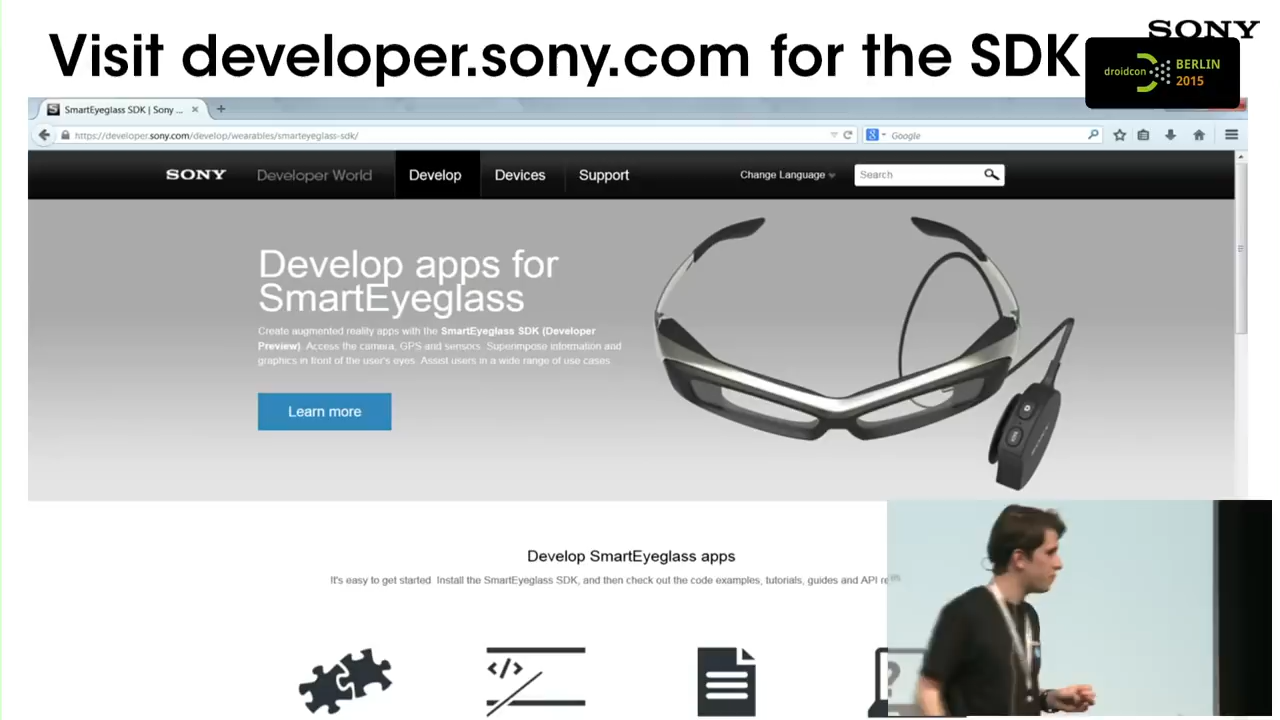 Visit developer.sony.com for the SDK
SONY
droidcon
BERLIN
2015
SmartEyeglass SDK | Sony ...
https://developer.sony.com/develop/wearables/smarteyeglass-sdk/
Google
SONY
Developer World
Develop
Devices
Support
Change Language
Search
Develop apps for
SmartEyeglass
Create augmented reality apps with the SmartEyeglass SDK (Developer
Preview). Access the camera, GPS and sensors. Superimpose information and
graphics in front of the user's eyes. Assist users in a wide range of use cases
Learn more
SONY
Develop SmartEyeglass apps
It's easy to get started. Install the SmartEyeglass SDK, and then check out the code examples, tutorials, guides and API